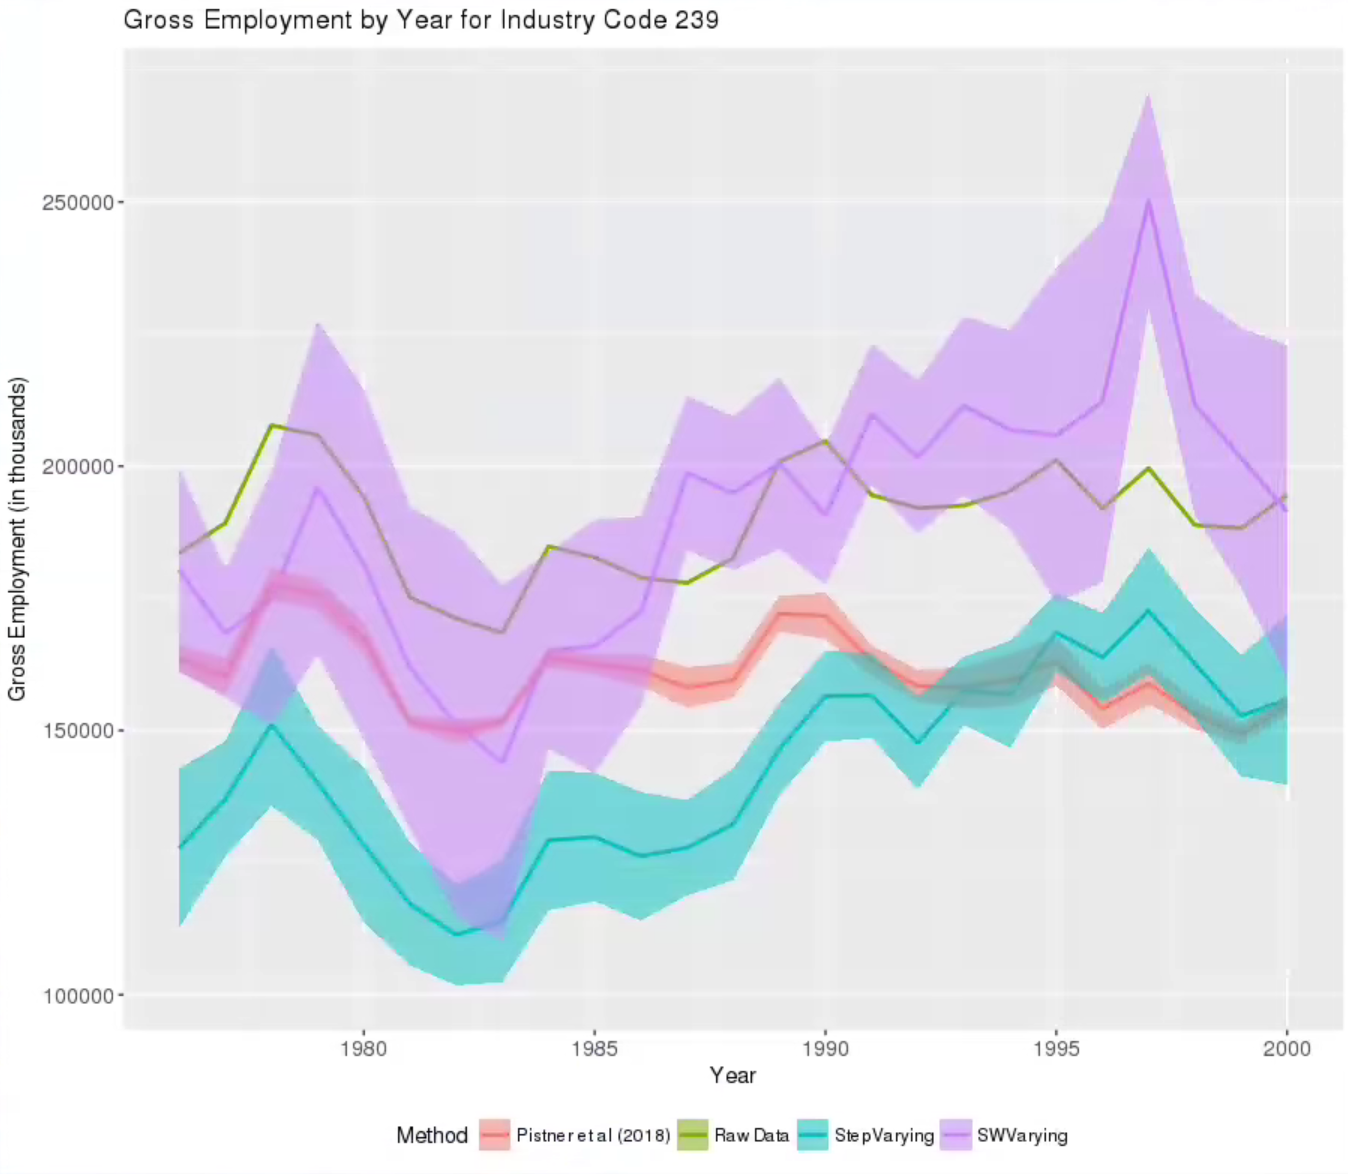 Gross Employment by Year for Industry Code 239
Gross Employment (in thousands)
250000
200000
150000
100000
1980 1985 1990 1995 2000
Year
Method Pistner et al (2018) Raw Data StepVarying SWVarying